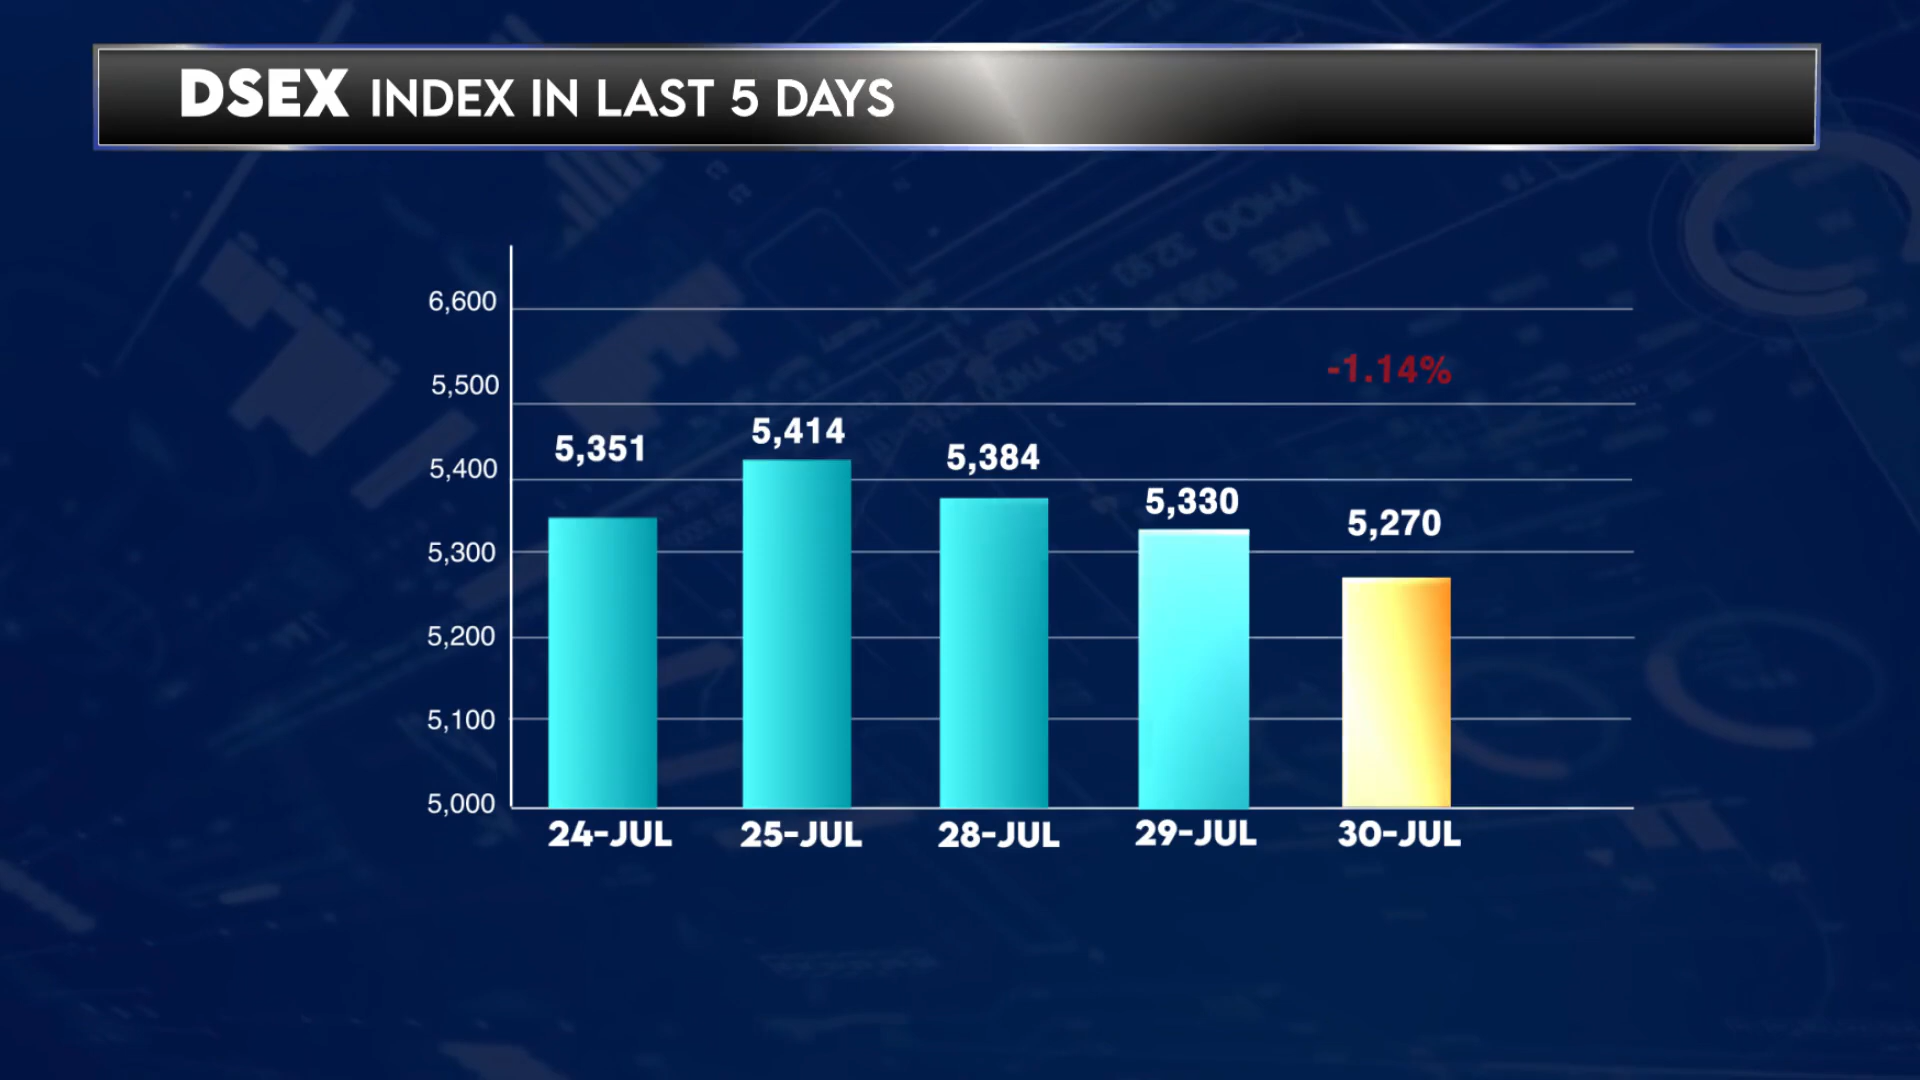 DSEX INDEX IN LAST 5 DAYS
6,600
5,500
5,400
5,300
5,200
5,100
5,000
-1.14%
5,351
5,414
5,384
5,330
5,270
24-JUL
25-JUL
28-JUL
29-JUL
30-JUL